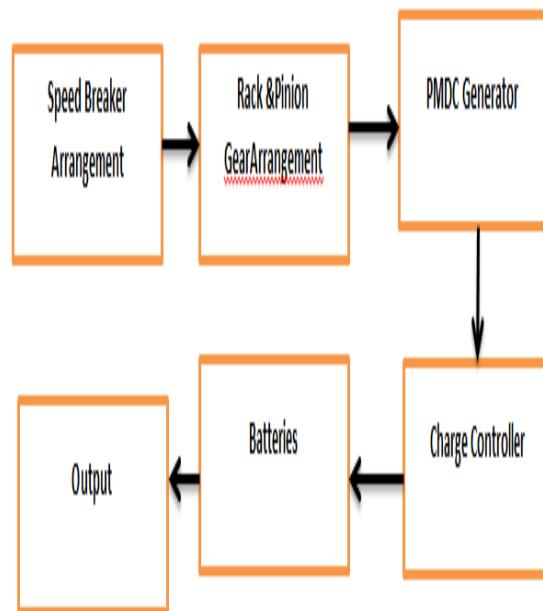 Speed Breaker
Arrangement
Rack &Pinion
GearArrangement
PMDC Generator
Charge Controller
Batteries
Output